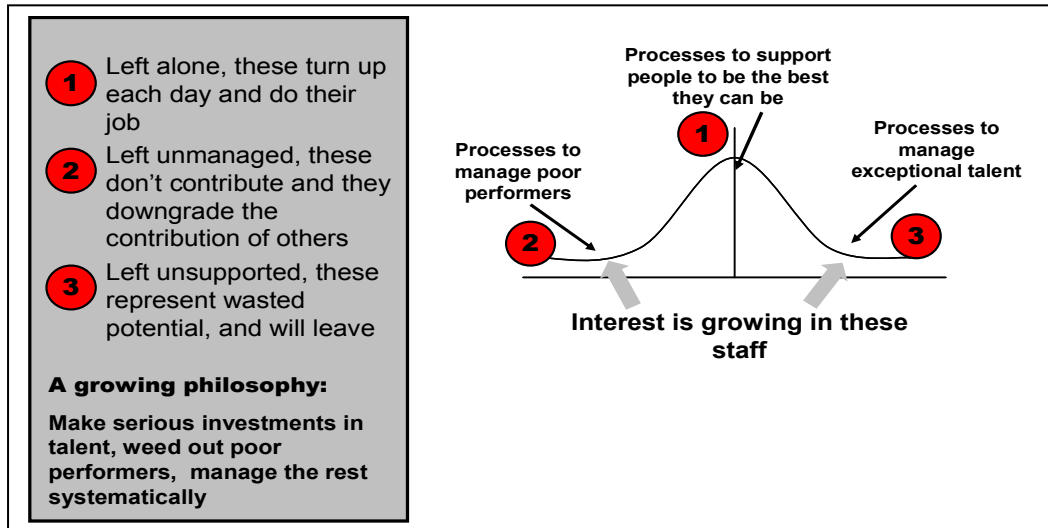 1
Left alone, these turn up
each day and do their
job
2
Left unmanaged, these
don't contribute and they
downgrade the
contribution of others
3
Left unsupported, these
represent wasted
potential, and will leave
A growing philosophy:
Make serious investments in
talent, weed out poor
performers, manage the rest
systematically
Processes to support
people to be the best
they can be
1
Processes to
manage poor
performers
Processes to
manage
exceptional talent
2
3
Interest is growing in these
staff